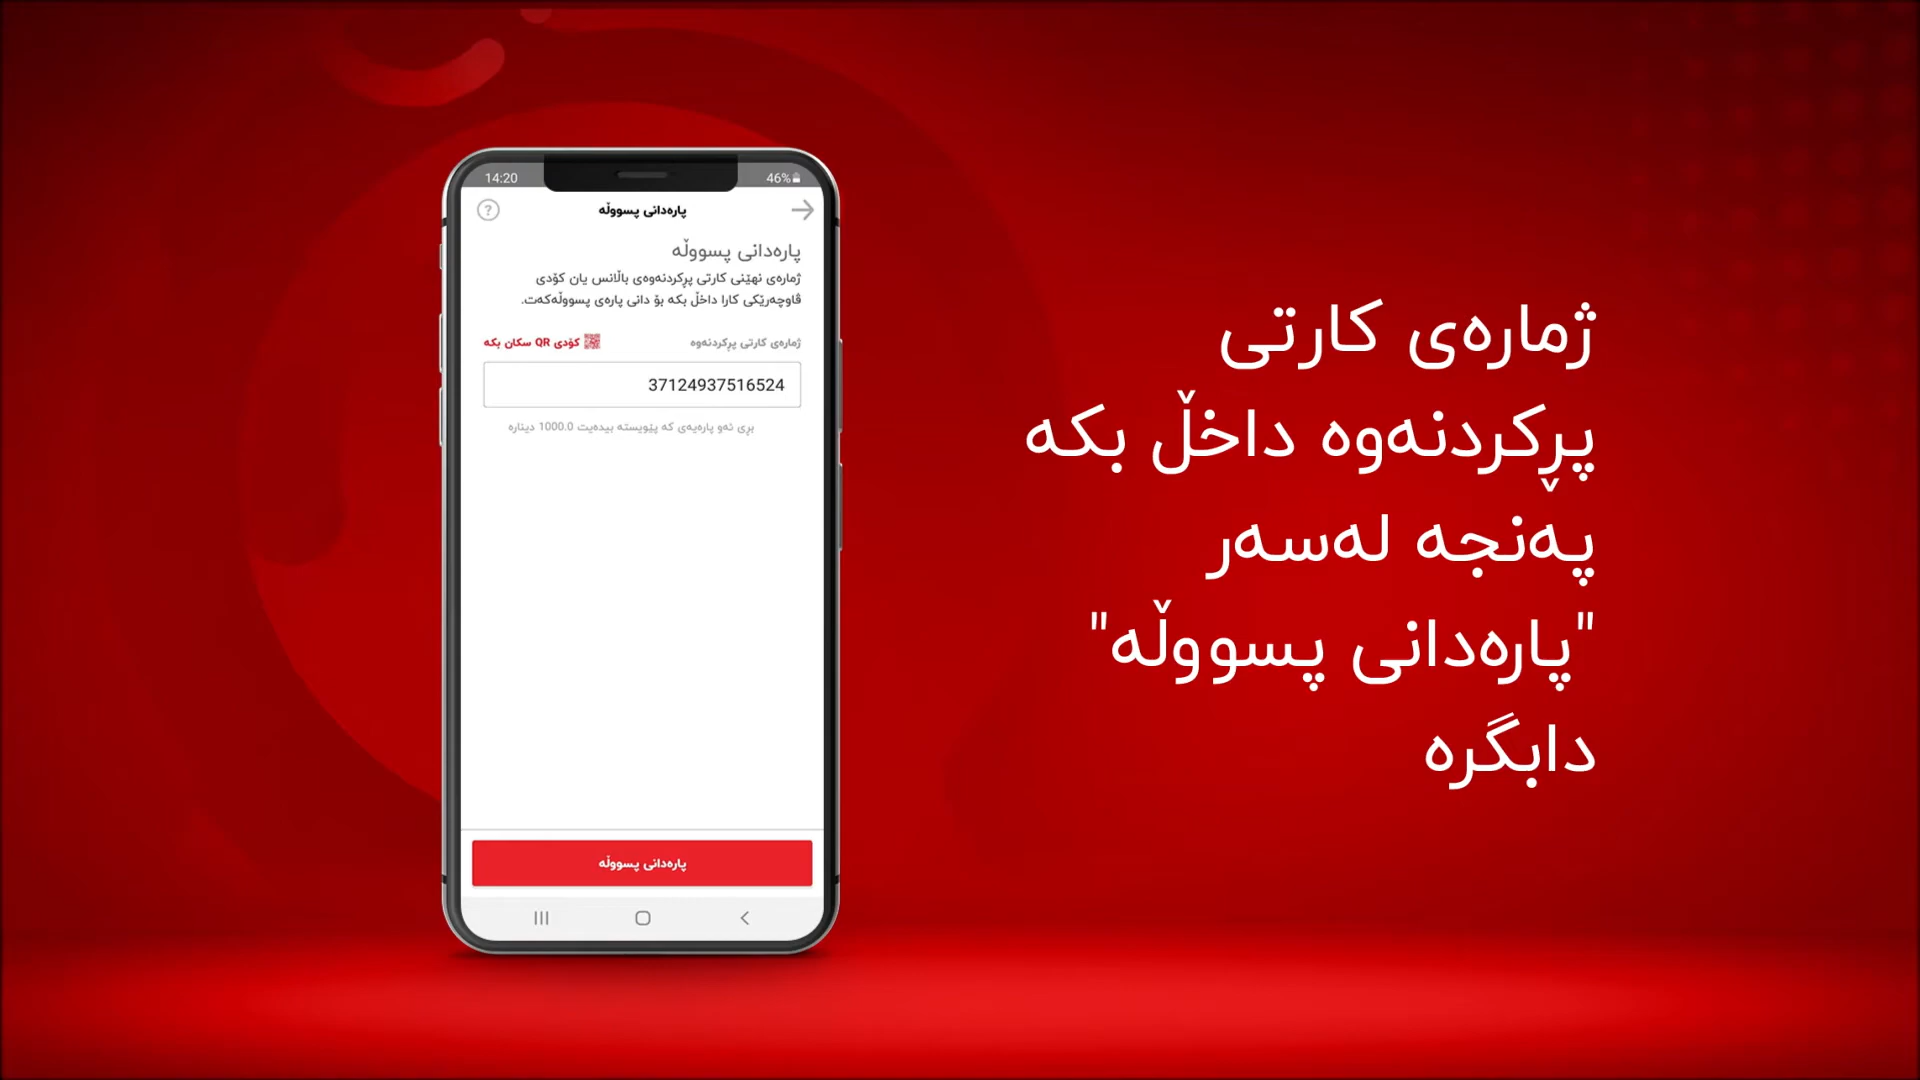 14:20
46%
پارەدانی پسووڵە
پارەدانی پسووڵە
ژمارەی نهێنی کارتی پڕکردنەوەی باڵانس یان کۆدی
ڤاوچەرێکی کارا داخڵ بکە بۆ دانی پارەی پسووڵەکەت.
ژمارەی کارتی پڕکردنەوە
کۆدی QR سکان بکە
37124937516524
بڕی ئەو پارەیەی کە پێویستە بیدەیت 1000.0 دینارە
پارەدانی پسووڵە
ژمارەی کارتی
پڕکردنەوە داخڵ بکە
پەنجە لەسەر
"پارەدانی پسووڵە"
دابگرە